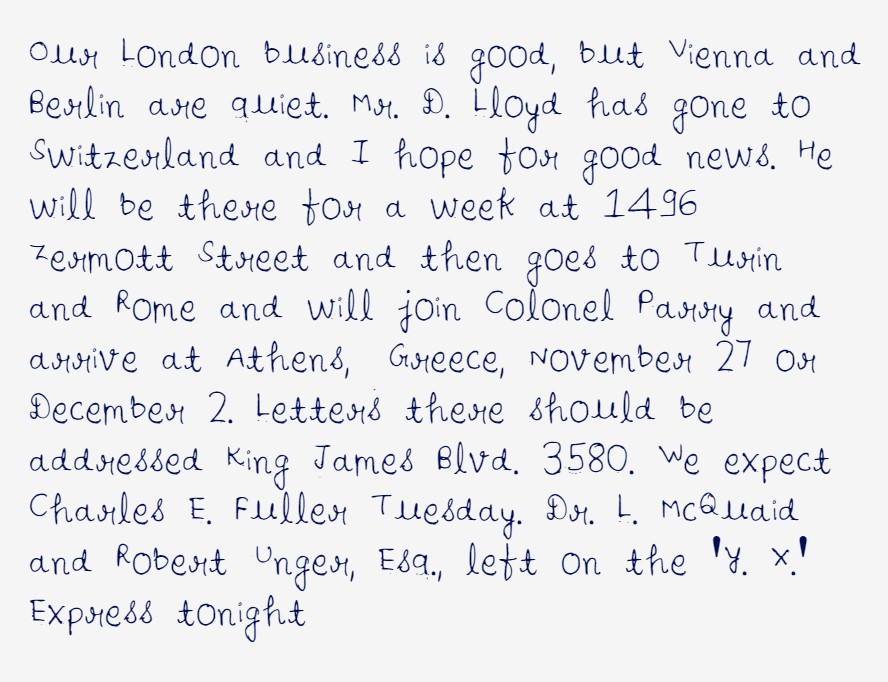 Our London business is good, but Vienna and
Berlin are quiet. Mr. D. Lloyd has gone to
Switzerland and I hope for good news. He
will be there for a week at 1496
Zermott Street and then goes to Turin
and Rome and will join Colonel Parry and
arrive at Athens, Greece, November 27 or
December 2. Letters there should be
addressed King James Blvd. 3580. We expect
Charles E. Fuller Tuesday. Dr. L. McQuaid
and Robert Unger, Esq., left on the 'Y. X.'
Express tonight